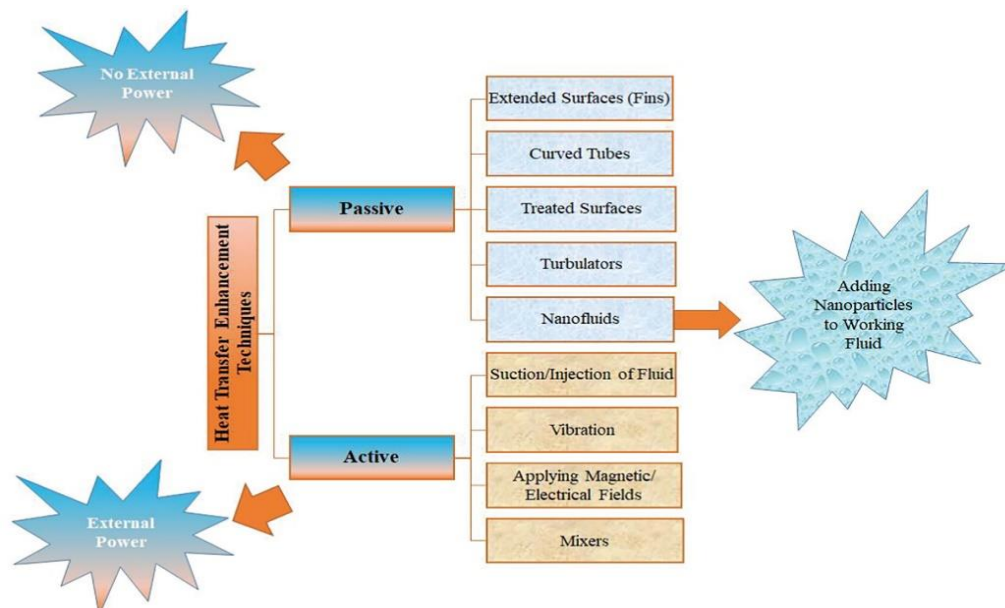 No External
Power
Extended Surfaces (Fins)
Curved Tubes
Passive
Treated Surfaces
Turbulators
Nanofluids
Adding
Nanoparticles
to Working
Fluid
Heat Transfer Enhancement
Techniques
Suction/Injection of Fluid
Vibration
Active
Applying Magnetic/
Electrical Fields
Mixers
External
Power